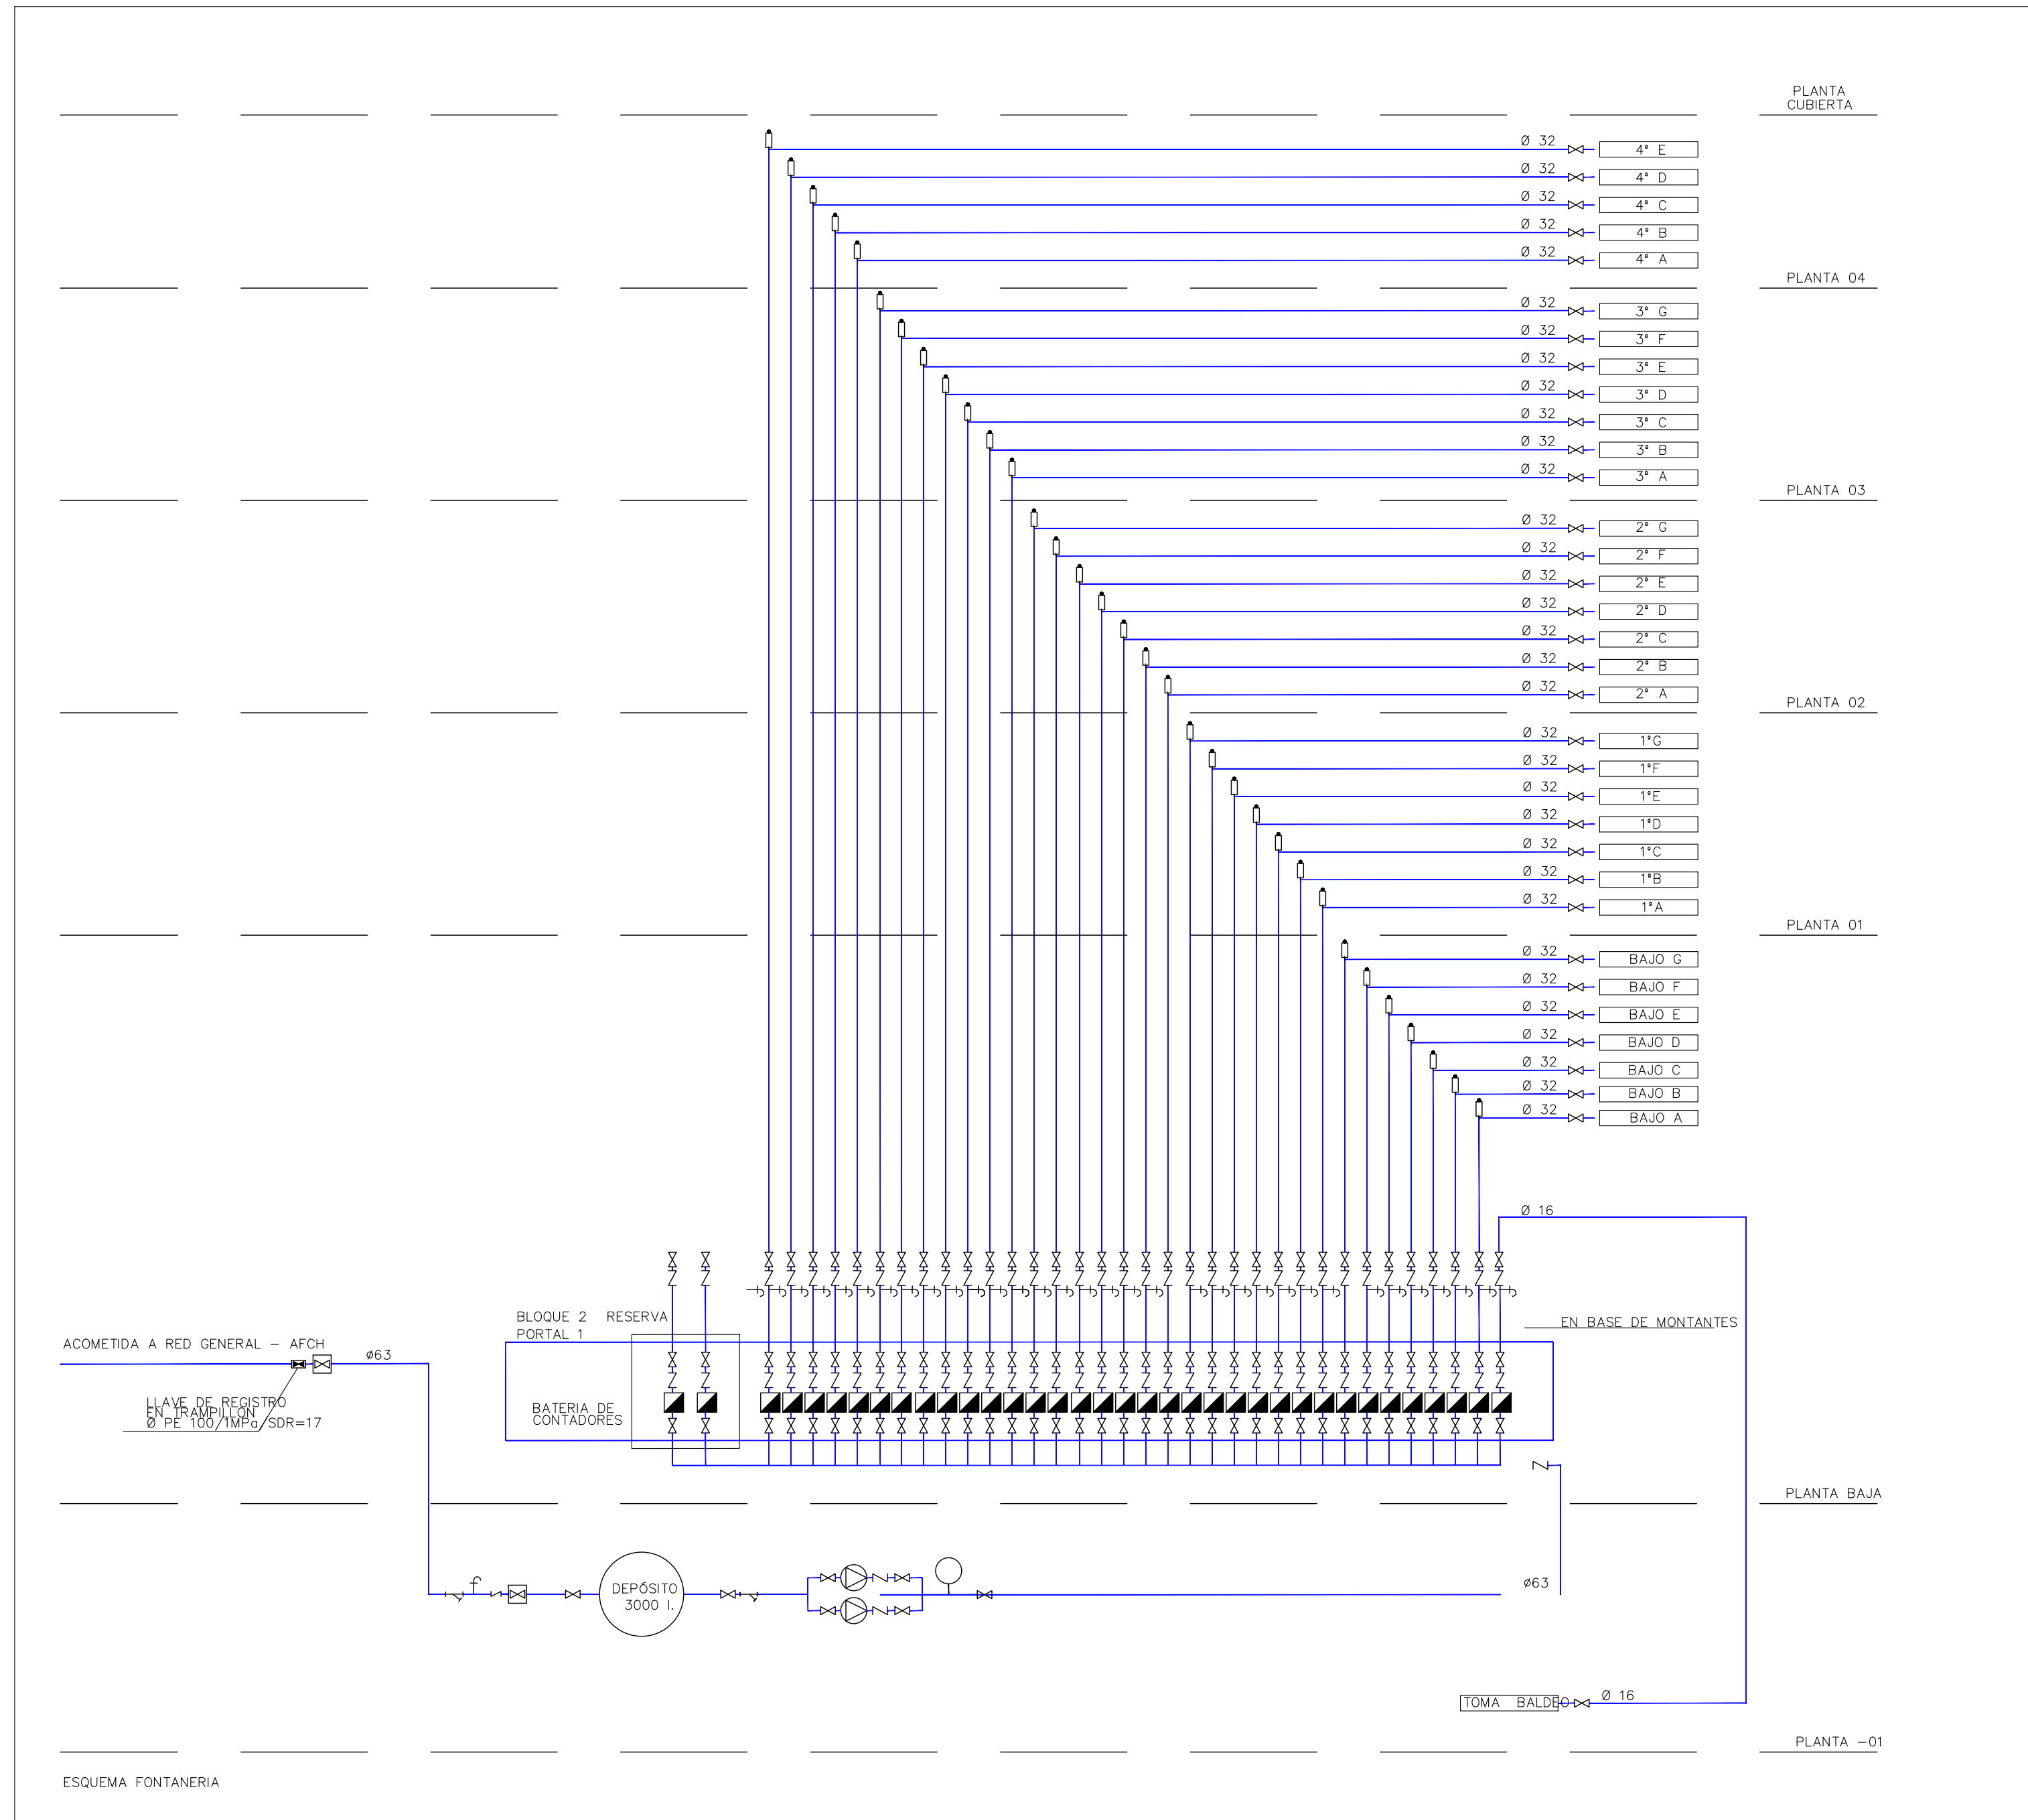 PLANTA
CUBIERTA
Ø 32 4° E
Ø 32 4° D
Ø 32 4° C
Ø 32 4° B
Ø 32 4° A
PLANTA 04
Ø 32 3° G
Ø 32 3° F
Ø 32 3° E
Ø 32 3° D
Ø 32 3° C
Ø 32 3° B
Ø 32 3° A
PLANTA 03
Ø 32 2° G
Ø 32 2° F
Ø 32 2° E
Ø 32 2° D
Ø 32 2° C
Ø 32 2° B
Ø 32 2° A
PLANTA 02
Ø 32 1°G
Ø 32 1°F
Ø 32 1°E
Ø 32 1°D
Ø 32 1°C
Ø 32 1°B
Ø 32 1°A
PLANTA 01
Ø 32 BAJO G
Ø 32 BAJO F
Ø 32 BAJO E
Ø 32 BAJO D
Ø 32 BAJO C
Ø 32 BAJO B
Ø 32 BAJO A
Ø 16
BLOQUE 2 RESERVA
PORTAL 1
EN BASE DE MONTANTES
ACOMETIDA A RED GENERAL – AFCH
ø63
LLAVE DE REGISTRO
EN TRAMPILLON
Ø PE 100/1MPa/SDR=17
BATERIA DE
CONTADORES
PLANTA BAJA
DEPÓSITO
3000 l.
ø63
TOMA BALDEO
Ø 16
PLANTA –01
ESQUEMA FONTANERIA